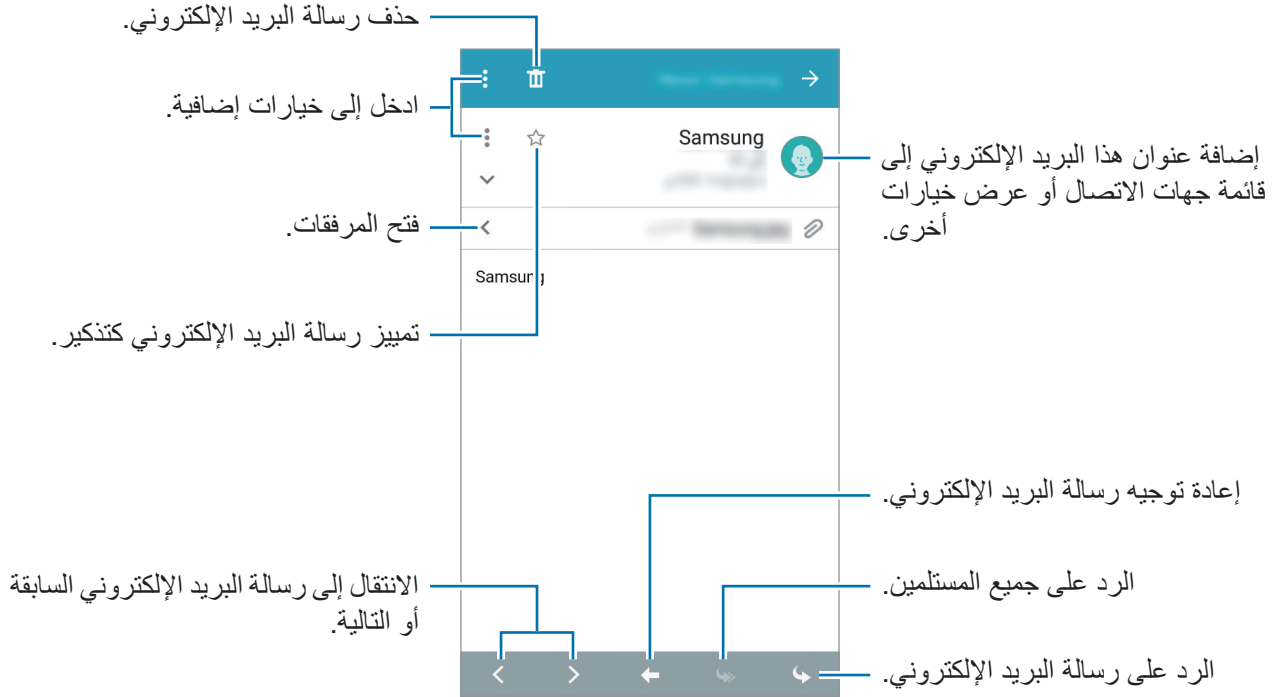 حذف رسالة البريد الإلكتروني.
ادخل إلى خيارات إضافية.
Samsung
إضافة عنوان هذا البريد الإلكتروني إلى
قائمة جهات الاتصال أو عرض خيارات
أخرى.
فتح المرفقات.
Samsung
تمييز رسالة البريد الإلكتروني كتذكير.
إعادة توجيه رسالة البريد الإلكتروني.
الرد على جميع المستلمين.
الانتقال إلى رسالة البريد الإلكتروني السابقة
أو التالية.
الرد على رسالة البريد الإلكتروني.